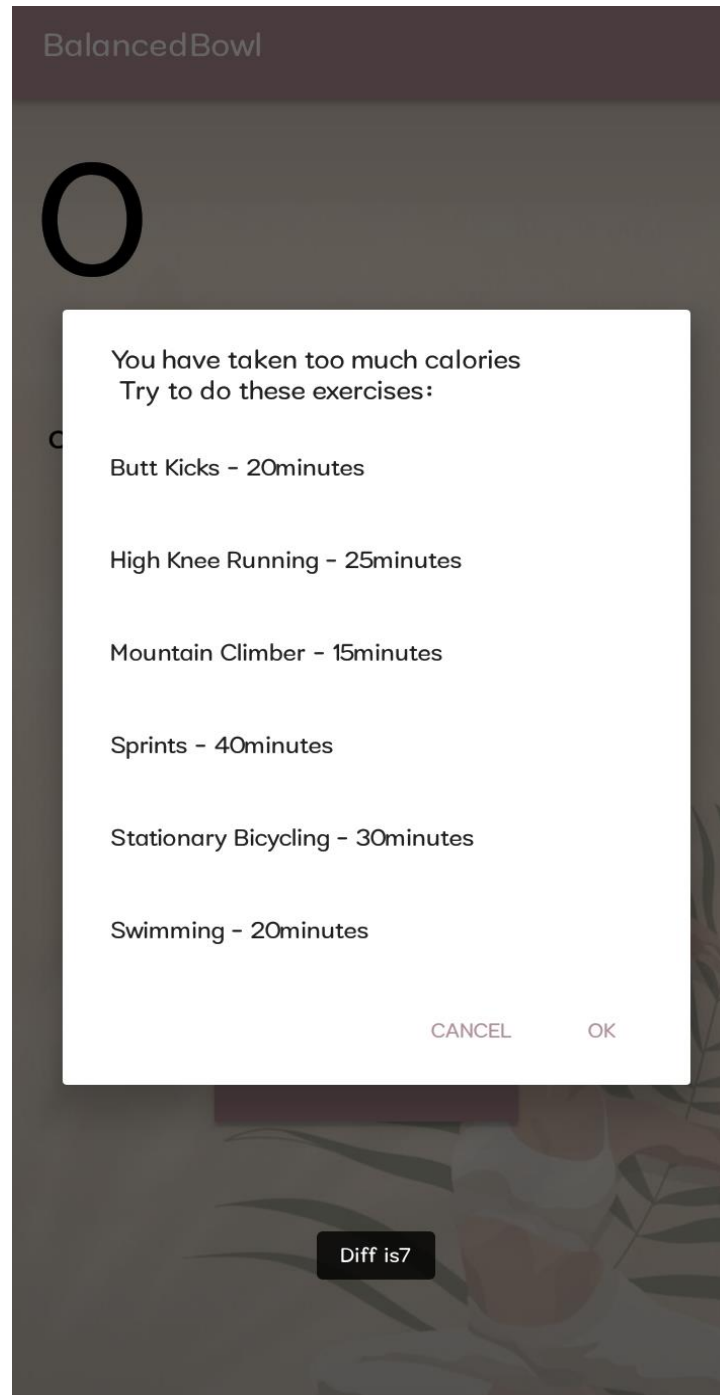 BalancedBowl
0
You have taken too much calories
Try to do these exercises:
Butt Kicks - 20minutes
High Knee Running - 25minutes
Mountain Climber - 15minutes
Sprints - 40minutes
Stationary Bicycling - 30minutes
Swimming - 20minutes
CANCEL OK
Diff is7